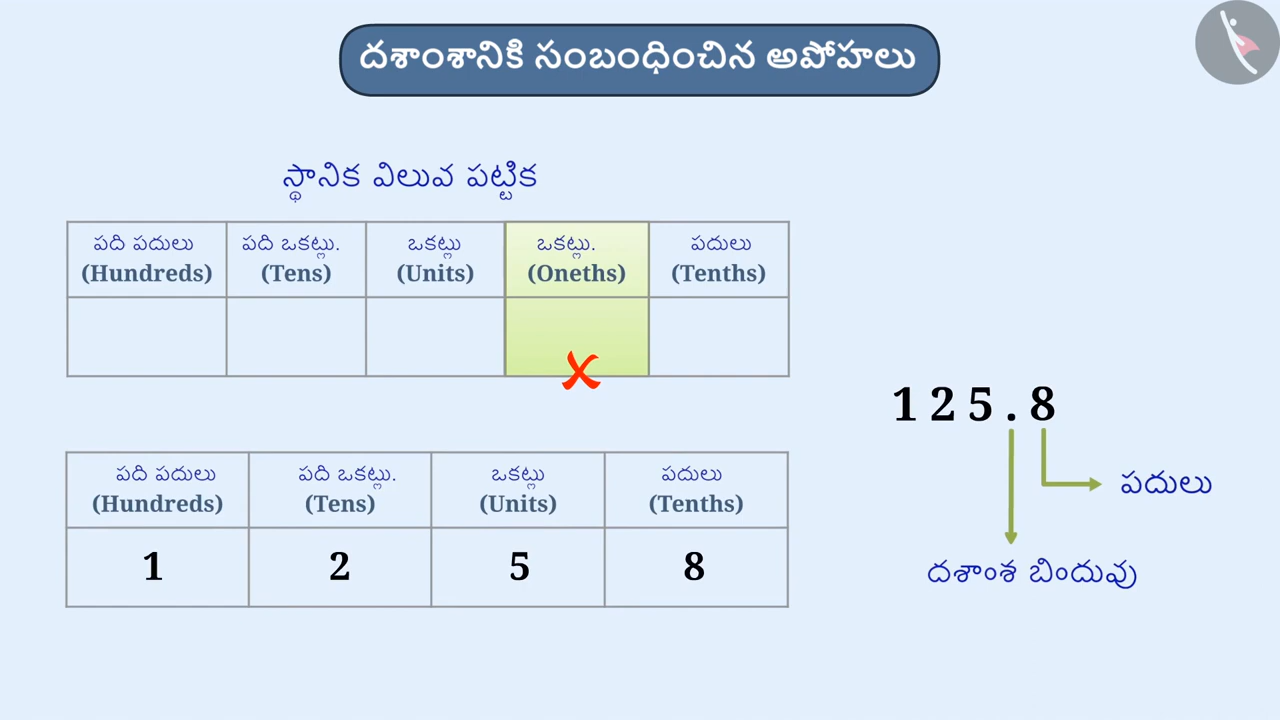 దశాంశానికి సంబంధించిన అపోహలు
స్థానిక విలువ పట్టిక
పది పదులు పది ఒకట్లు. ఒకట్లు ఒకట్లు. పదులు
(Hundreds) (Tens) (Units) (Oneths) (Tenths)
125.8
పది పదులు పది ఒకట్లు. ఒకట్లు పదులు
(Hundreds) (Tens) (Units) (Tenths)
1 2 5 8
పదులు
దశాంశ బిందువు